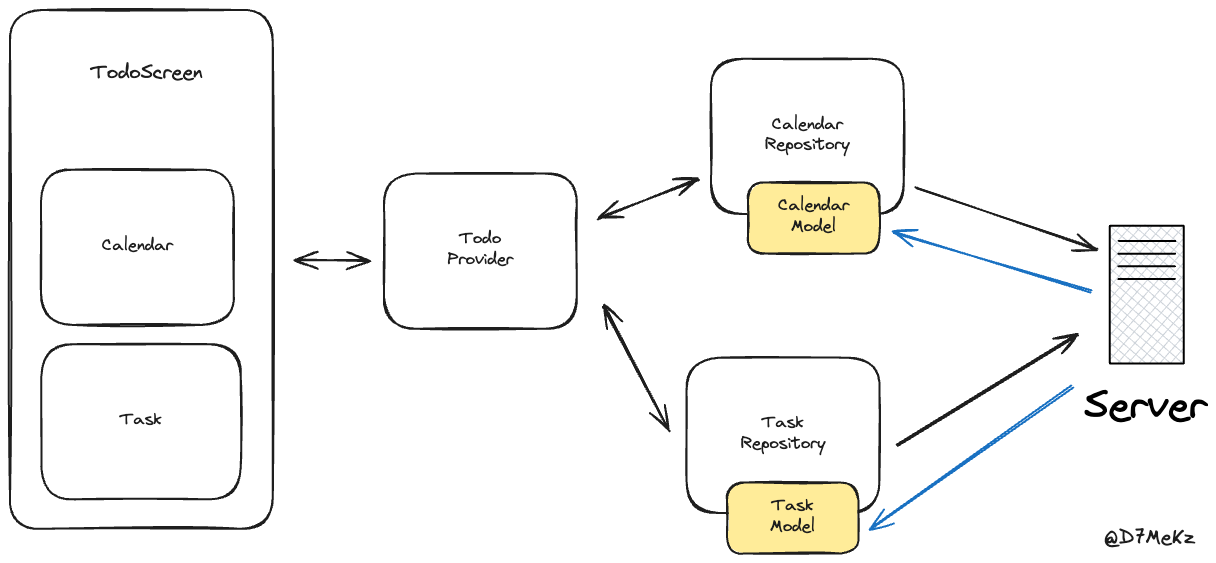 TodoScreen
Calendar
Task
Todo
Provider
Calendar
Repository
Calendar
Model
Task
Repository
Task
Model
Server
@D7MeKz